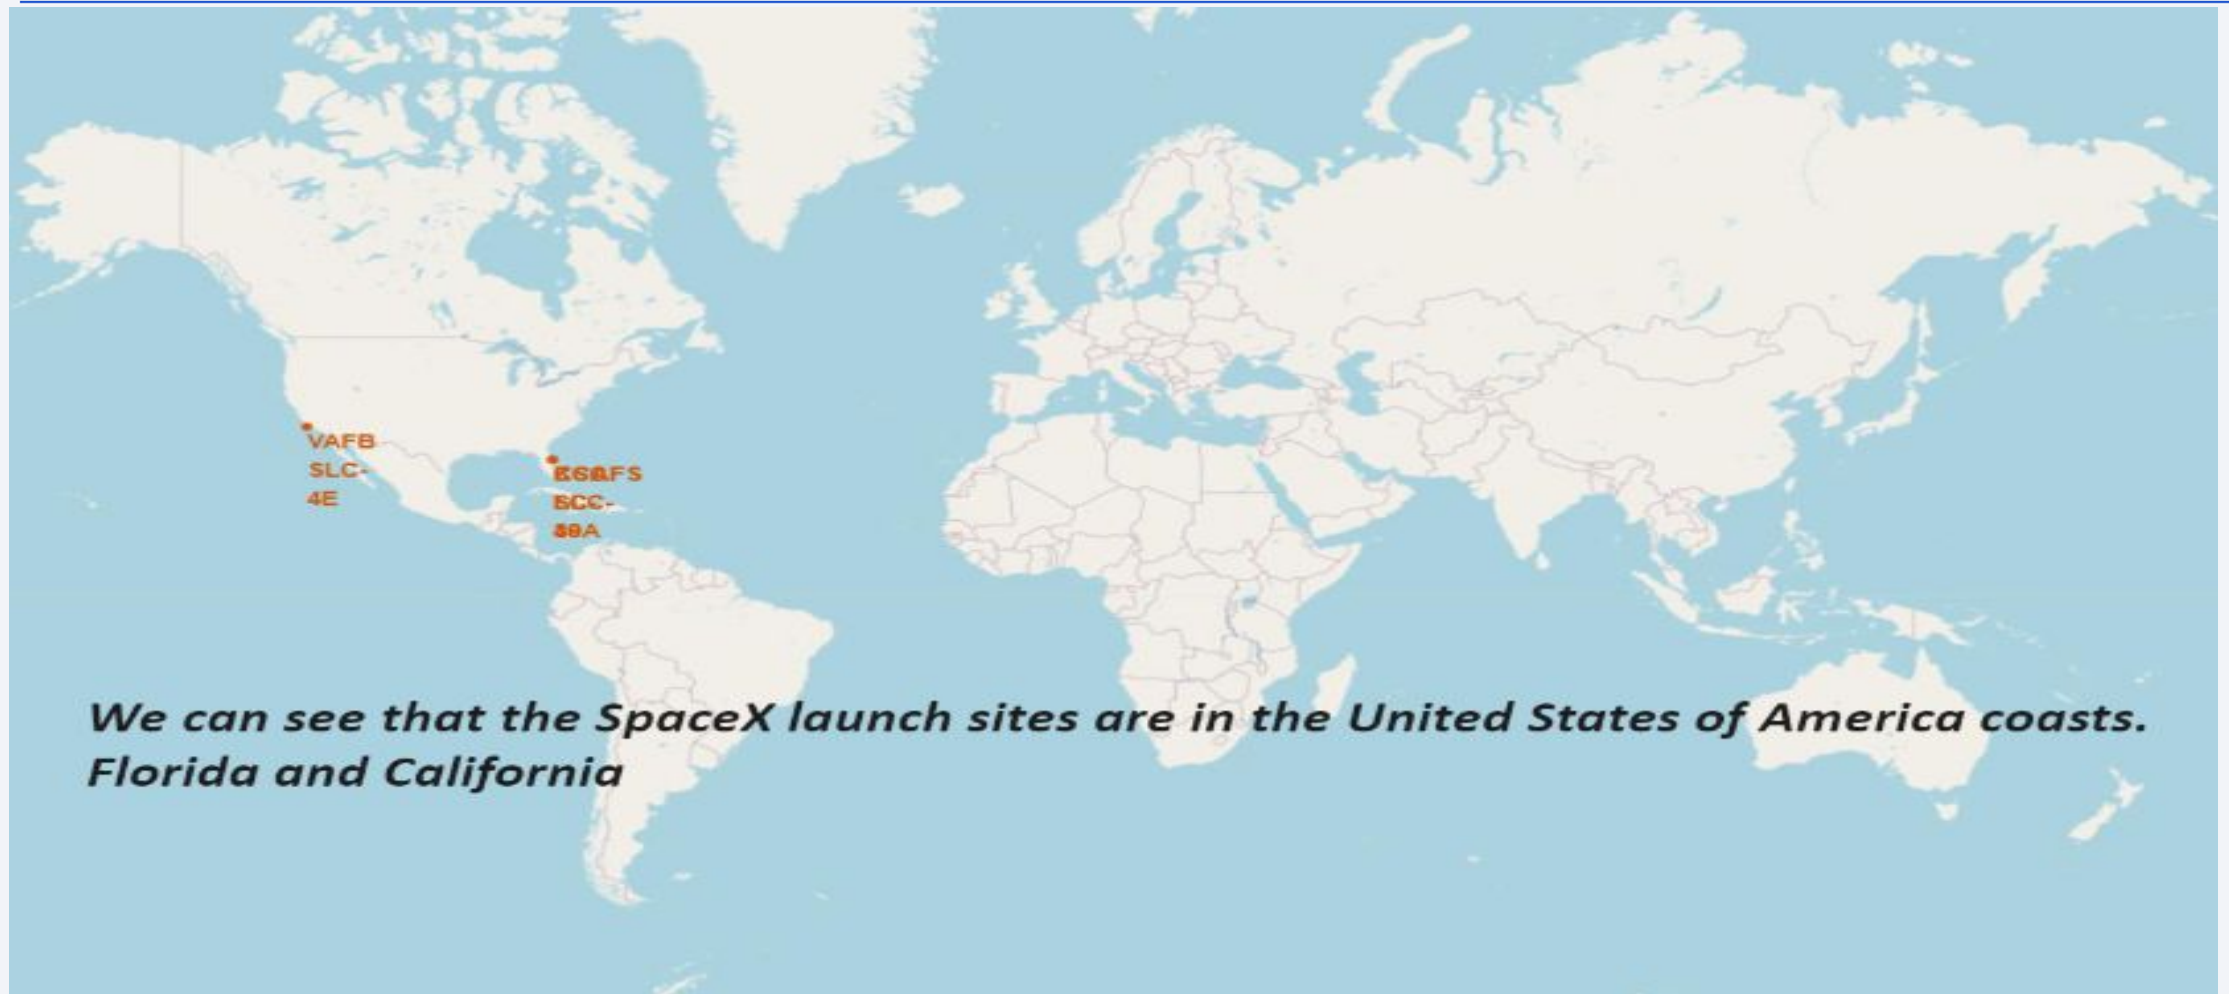 VAFB
SLC-
4E
We can see that the SpaceX launch sites are in the United States of America coasts.
Florida and California